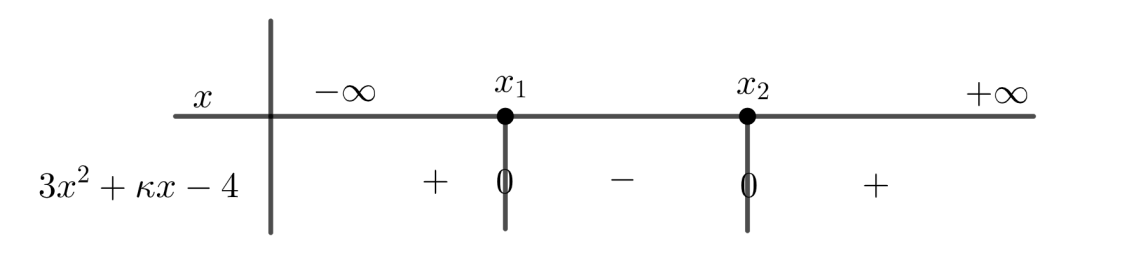 x −∞ x₁ x₂ +∞
3x² + κx − 4 + 0 − 0 +